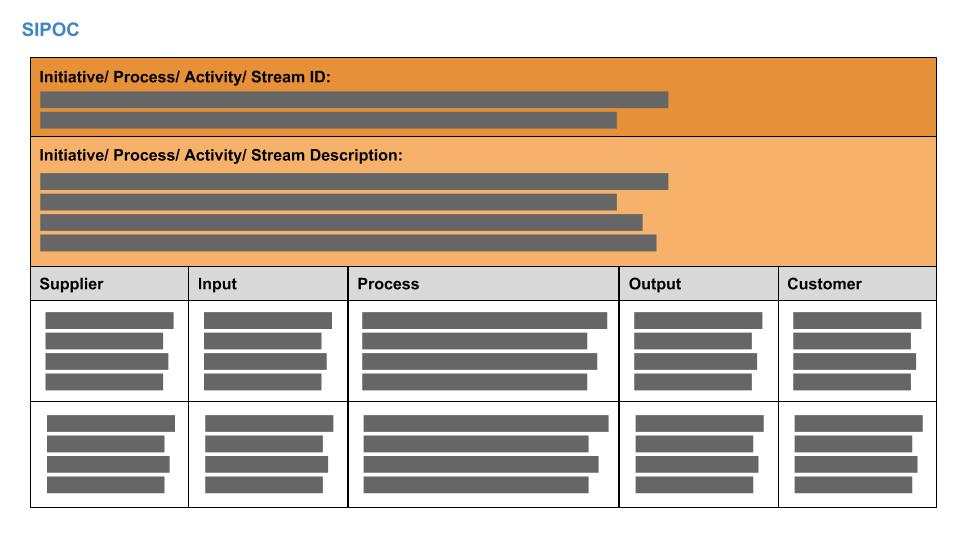 SIPOC
Initiative/ Process/ Activity/ Stream ID:
Initiative/ Process/ Activity/ Stream Description:
Supplier Input Process Output Customer